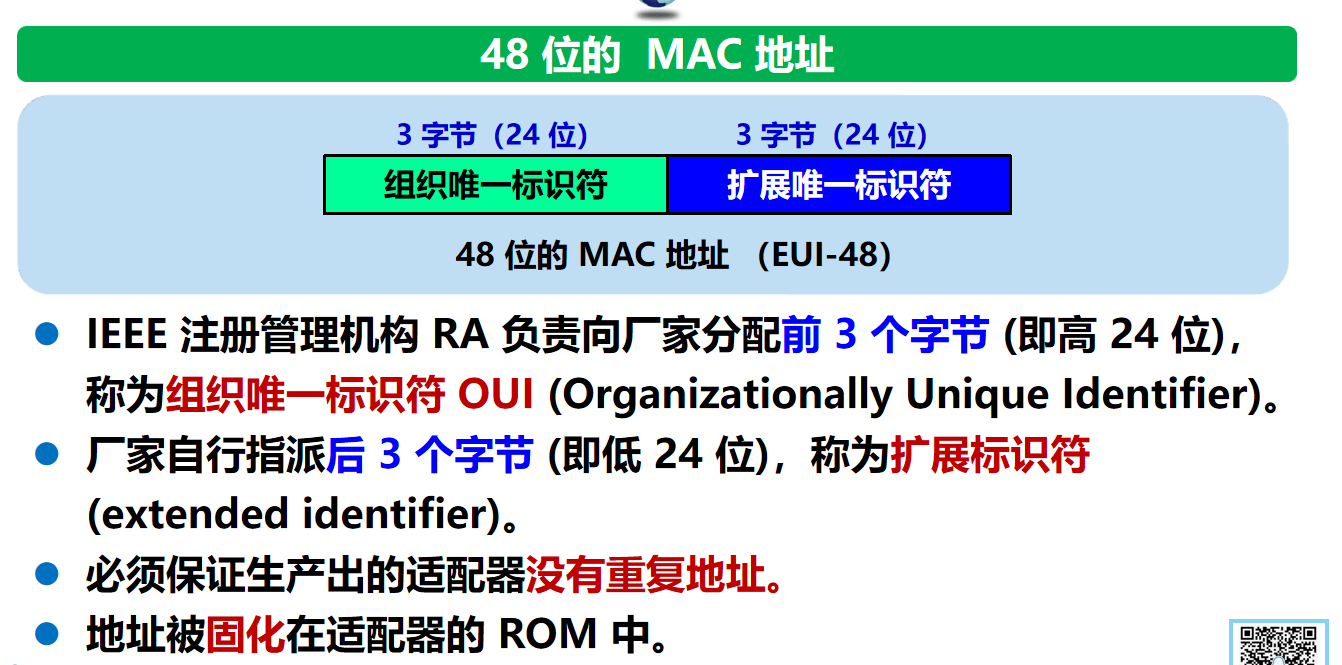 48 位的 MAC 地址
3 字节（24 位） 3 字节（24 位）
组织唯一标识符 扩展唯一标识符
48 位的 MAC 地址 （EUI-48）
● IEEE 注册管理机构 RA 负责向厂家分配前 3 个字节 (即高 24 位)，
称为组织唯一标识符 OUI (Organizationally Unique Identifier)。
● 厂家自行指派后 3 个字节 (即低 24 位)，称为扩展标识符
(extended identifier)。
● 必须保证生产出的适配器没有重复地址。
● 地址被固化在适配器的 ROM 中。